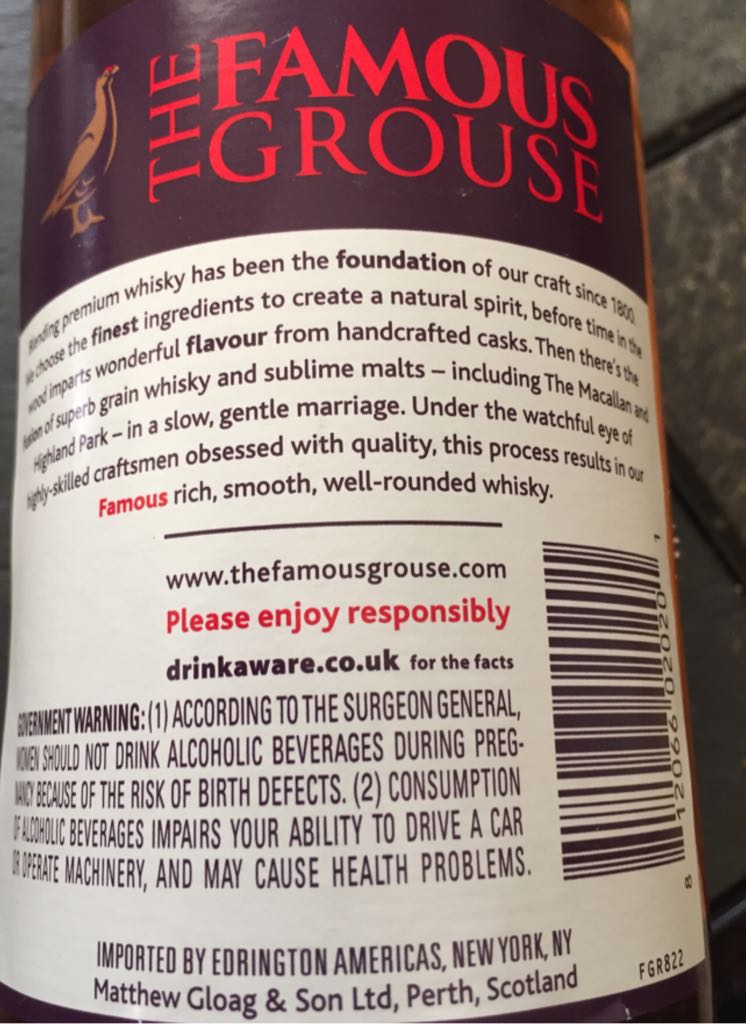 THE FAMOUS
GROUSE
Blending premium whisky has been the foundation of our craft since 1800.
We choose the finest ingredients to create a natural spirit, before time in the
wood imparts wonderful flavour from handcrafted casks. Then there's the
fusion of superb grain whisky and sublime malts – including The Macallan and
Highland Park – in a slow, gentle marriage. Under the watchful eye of
highly-skilled craftsmen obsessed with quality, this process results in our
Famous rich, smooth, well-rounded whisky.
www.thefamousgrouse.com
Please enjoy responsibly
drinkaware.co.uk for the facts
GOVERNMENT WARNING: (1) ACCORDING TO THE SURGEON GENERAL,
WOMEN SHOULD NOT DRINK ALCOHOLIC BEVERAGES DURING PREG-
NANCY BECAUSE OF THE RISK OF BIRTH DEFECTS. (2) CONSUMPTION
OF ALCOHOLIC BEVERAGES IMPAIRS YOUR ABILITY TO DRIVE A CAR
OR OPERATE MACHINERY, AND MAY CAUSE HEALTH PROBLEMS.
8 12066 02020 1
IMPORTED BY EDRINGTON AMERICAS, NEW YORK, NY
Matthew Gloag & Son Ltd, Perth, Scotland
FGR822